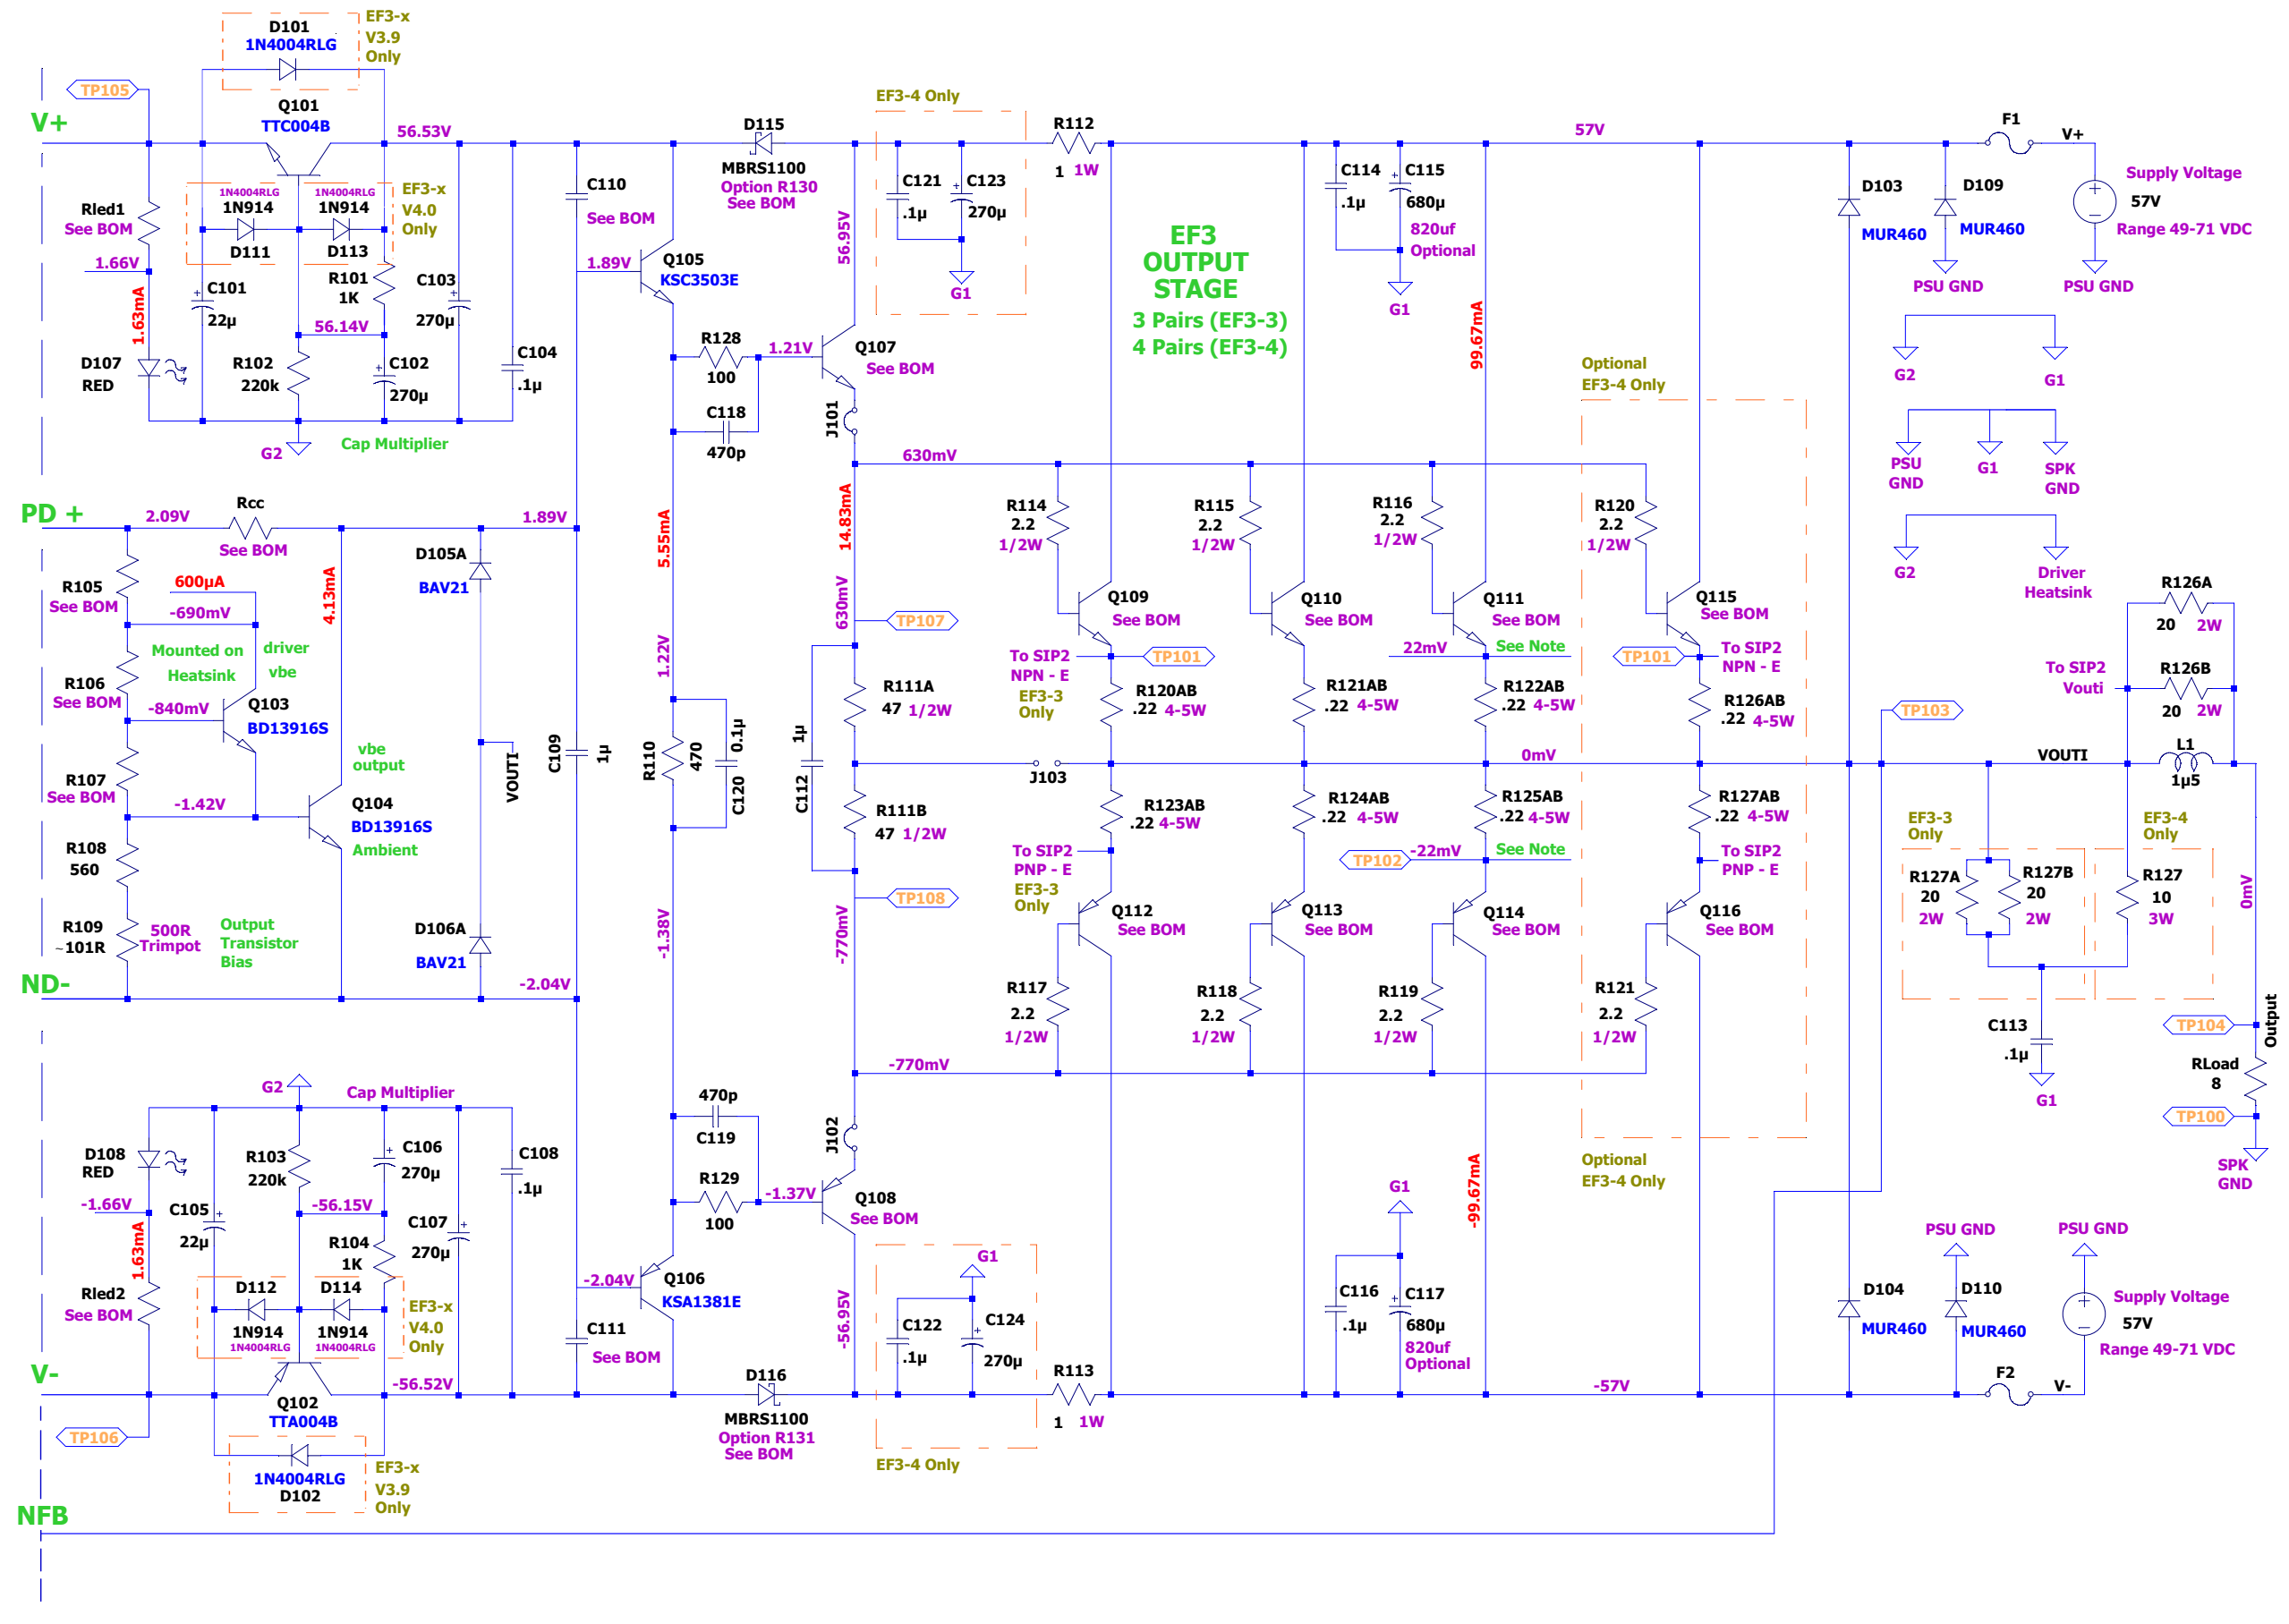 D101
1N4004RLG
EF3-x
V3.9
Only
TP105
V+
Q101
TTC004B
56.53V
1N4004RLG
1N4004RLG
1N914
1N914
D111
D113
EF3-x
V4.0
Only
Rled1
See BOM
1.66V
1.63mA
C101
22µ
R101
1K
56.14V
C103
270µ
D107
RED
R102
220k
C102
270µ
C104
.1µ
G2
Cap Multiplier
C110
See BOM
D115
MBRS1100
Option R130
See BOM
1.89V
Q105
KSC3503E
R128
100
1.21V
C118
470p
Q107
See BOM
J101
56.95V
EF3-4 Only
C121
.1µ
C123
270µ
G1
R112
1 1W
EF3
OUTPUT
STAGE
3 Pairs (EF3-3)
4 Pairs (EF3-4)
C114
.1µ
C115
680µ
820uf
Optional
G1
57V
99.67mA
D103
MUR460
D109
MUR460
PSU GND
F1
V+
Supply Voltage
57V
Range 49-71 VDC
PSU GND
G2
G1
PSU
GND
G1
SPK
GND
G2
Driver
Heatsink
PD +
2.09V
Rcc
See BOM
1.89V
R105
See BOM
600µA
-690mV
4.13mA
D105A
BAV21
Mounted on
Heatsink
driver
vbe
R106
See BOM
-840mV
Q103
BD13916S
R107
See BOM
vbe
output
-1.42V
Q104
BD13916S
Ambient
R108
560
R109
~101R
500R
Trimpot
Output
Transistor
Bias
VOUTI
D106A
BAV21
ND-
-2.04V
C109
1µ
5.55mA
1.22V
R110
470
0.1µ
C120
-1.38V
630mV
14.83mA
630mV
TP107
1µ
C112
R111A
47 1/2W
J103
R111B
47 1/2W
TP108
-770mV
-770mV
R114
2.2
1/2W
R115
2.2
1/2W
R116
2.2
1/2W
Optional
EF3-4 Only
R120
2.2
1/2W
Q109
See BOM
Q110
See BOM
Q111
See BOM
Q115
See BOM
To SIP2
NPN - E
EF3-3
Only
TP101
22mV
See Note
TP101
To SIP2
NPN - E
R120AB
.22 4-5W
R121AB
.22 4-5W
R122AB
.22 4-5W
R126AB
.22 4-5W
0mV
R123AB
.22 4-5W
R124AB
.22 4-5W
R125AB
.22 4-5W
R127AB
.22 4-5W
To SIP2
PNP - E
EF3-3
Only
TP102
-22mV
See Note
To SIP2
PNP - E
Q112
See BOM
Q113
See BOM
Q114
See BOM
Q116
See BOM
R117
2.2
1/2W
R118
2.2
1/2W
R119
2.2
1/2W
R121
2.2
1/2W
Optional
EF3-4 Only
R126A
20 2W
To SIP2
Vouti
R126B
20 2W
TP103
VOUTI
L1
1µ5
EF3-3
Only
EF3-4
Only
R127A
20
2W
R127B
20
2W
R127
10
3W
0mV
C113
.1µ
G1
TP104
Output
RLoad
8
TP100
SPK
GND
G2
Cap Multiplier
D108
RED
R103
220k
C106
270µ
C108
.1µ
-1.66V
-56.15V
C105
22µ
C107
270µ
R104
1K
1.63mA
Rled2
See BOM
D112
D114
1N914
1N914
1N4004RLG
1N4004RLG
EF3-x
V4.0
Only
V-
Q102
TTA004B
-56.52V
TP106
1N4004RLG
D102
EF3-x
V3.9
Only
NFB
470p
C119
R129
100
-1.37V
J102
Q108
See BOM
-2.04V
Q106
KSA1381E
C111
See BOM
D116
MBRS1100
Option R131
See BOM
-56.95V
G1
C122
.1µ
C124
270µ
EF3-4 Only
R113
1 1W
G1
C116
.1µ
C117
680µ
820uf
Optional
-99.67mA
-57V
PSU GND
PSU GND
D104
MUR460
D110
MUR460
Supply Voltage
57V
Range 49-71 VDC
F2
V-